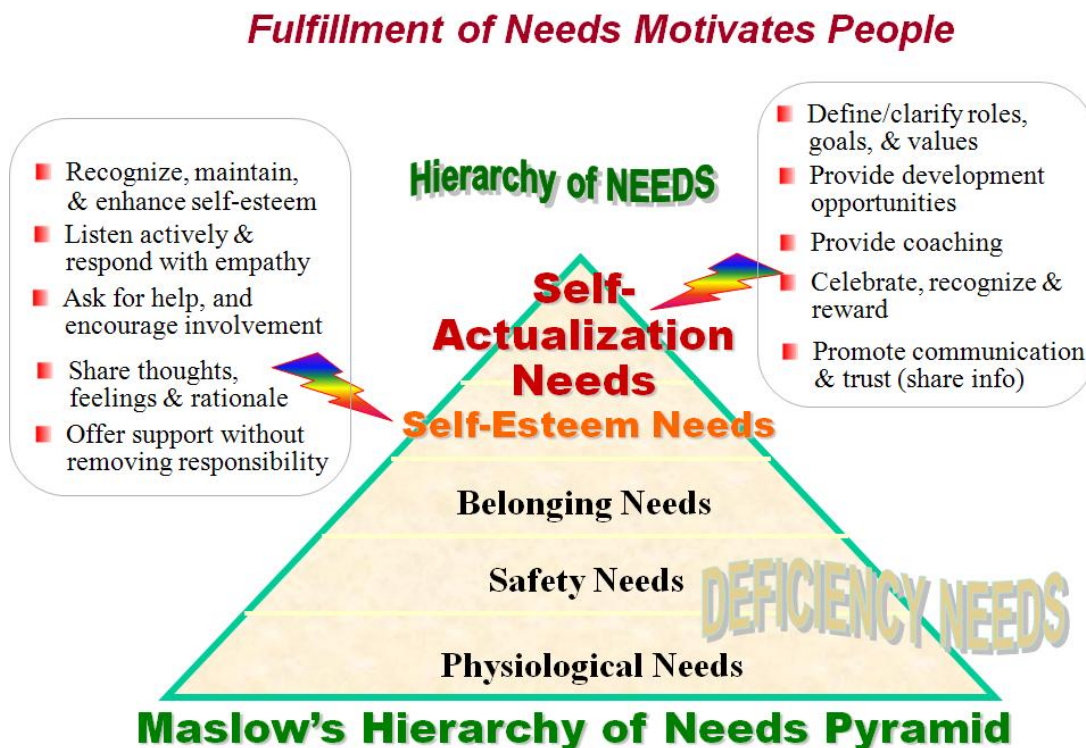 Fulfillment of Needs Motivates People
Hierarchy of NEEDS
Recognize, maintain,
& enhance self-esteem
Listen actively &
respond with empathy
Ask for help, and
encourage involvement
Share thoughts,
feelings & rationale
Offer support without
removing responsibility
Define/clarify roles,
goals, & values
Provide development
opportunities
Provide coaching
Celebrate, recognize &
reward
Promote communication
& trust (share info)
Self-
Actualization
Needs
Self-Esteem Needs
Belonging Needs
Safety Needs
DEFICIENCY NEEDS
Physiological Needs
Maslow's Hierarchy of Needs Pyramid